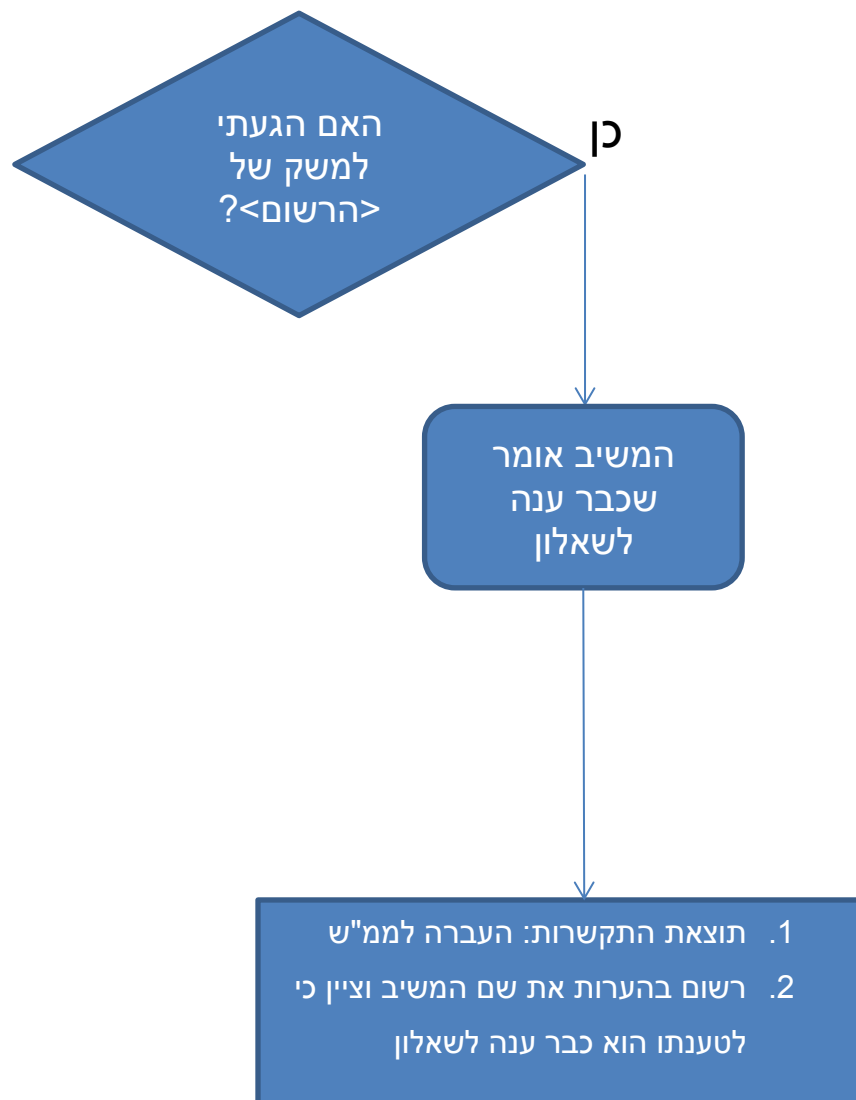 האם הגעתי
למשק של
<הרשום>?
כן
המשיב אומר
שכבר ענה
לשאלון
1. תוצאת התקשרות: העברה לממ"ש
2. רשום בהערות את שם המשיב וציין כי
לטענתו הוא כבר ענה לשאלון